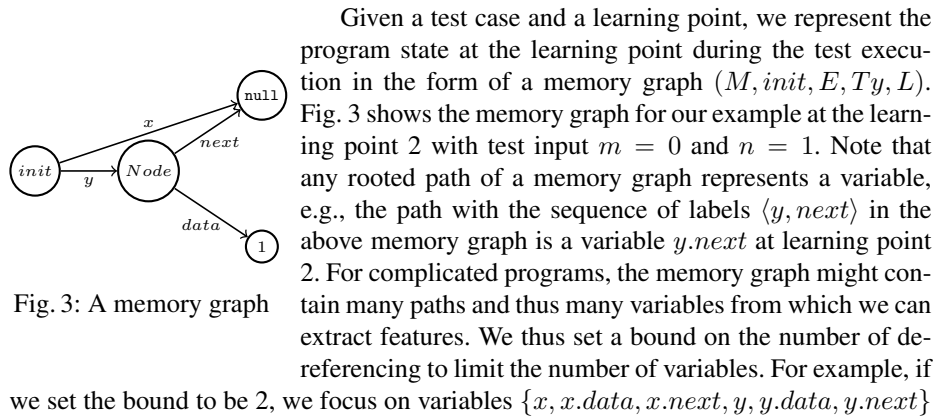 null
x
next
init
y
Node
data
1
Fig. 3: A memory graph
Given a test case and a learning point, we represent the
program state at the learning point during the test execu-
tion in the form of a memory graph (M, init, E, Ty, L).
Fig. 3 shows the memory graph for our example at the learn-
ing point 2 with test input m = 0 and n = 1. Note that
any rooted path of a memory graph represents a variable,
e.g., the path with the sequence of labels ⟨y, next⟩ in the
above memory graph is a variable y.next at learning point
2. For complicated programs, the memory graph might con-
tain many paths and thus many variables from which we can
extract features. We thus set a bound on the number of de-
referencing to limit the number of variables. For example, if
we set the bound to be 2, we focus on variables {x, x.data, x.next, y, y.data, y.next}